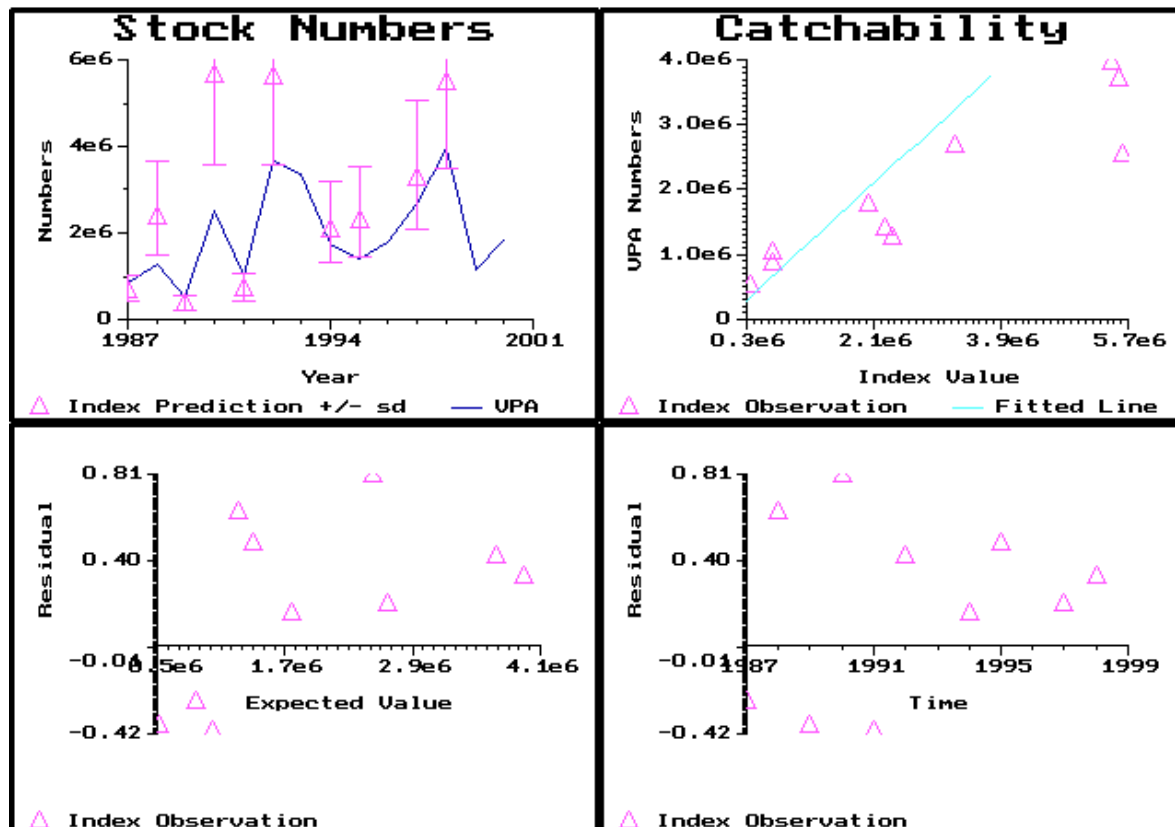 Stock Numbers
6e6
4e6
2e6
0
Numbers
1987 1994 2001
Year
Index Prediction +/- sd VPA
Catchability
4.0e6
3.0e6
2.0e6
1.0e6
0
VPA Numbers
0.3e6 2.1e6 3.9e6 5.7e6
Index Value
Index Observation Fitted Line
0.81
0.40
-0.01
-0.42
Residual
0.5e6 1.7e6 2.9e6 4.1e6
Expected Value
Index Observation
0.81
0.40
-0.01
-0.42
Residual
1987 1991 1995 1999
Time
Index Observation